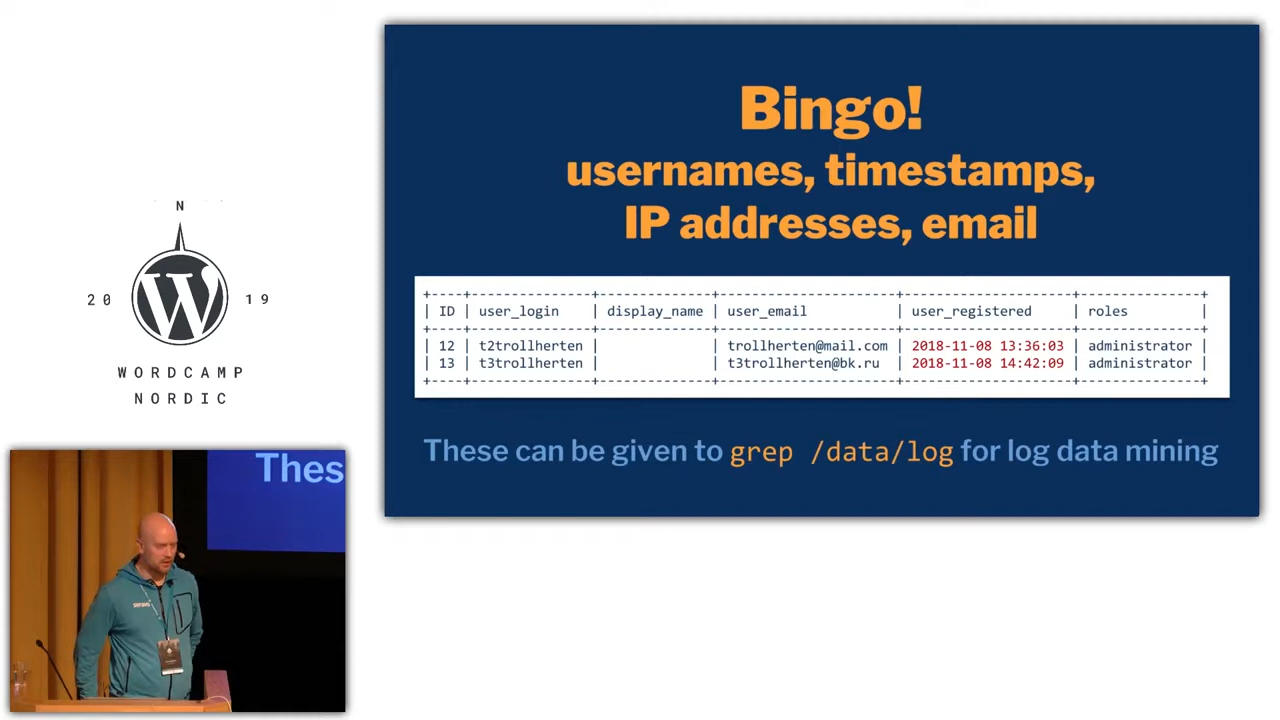 N
20 19
WORDCAMP
NORDIC
Bingo!
usernames, timestamps,
IP addresses, email
+----+---------------+--------------+----------------------+---------------------+---------------+
| ID | user_login | display_name | user_email | user_registered | roles |
+----+---------------+--------------+----------------------+---------------------+---------------+
| 12 | t2trollherten | | trollherten@mail.com | 2018-11-08 13:36:03 | administrator |
| 13 | t3trollherten | | t3trollherten@bk.ru | 2018-11-08 14:42:09 | administrator |
+----+---------------+--------------+----------------------+---------------------+---------------+
These can be given to grep /data/log for log data mining
Thes
seravo